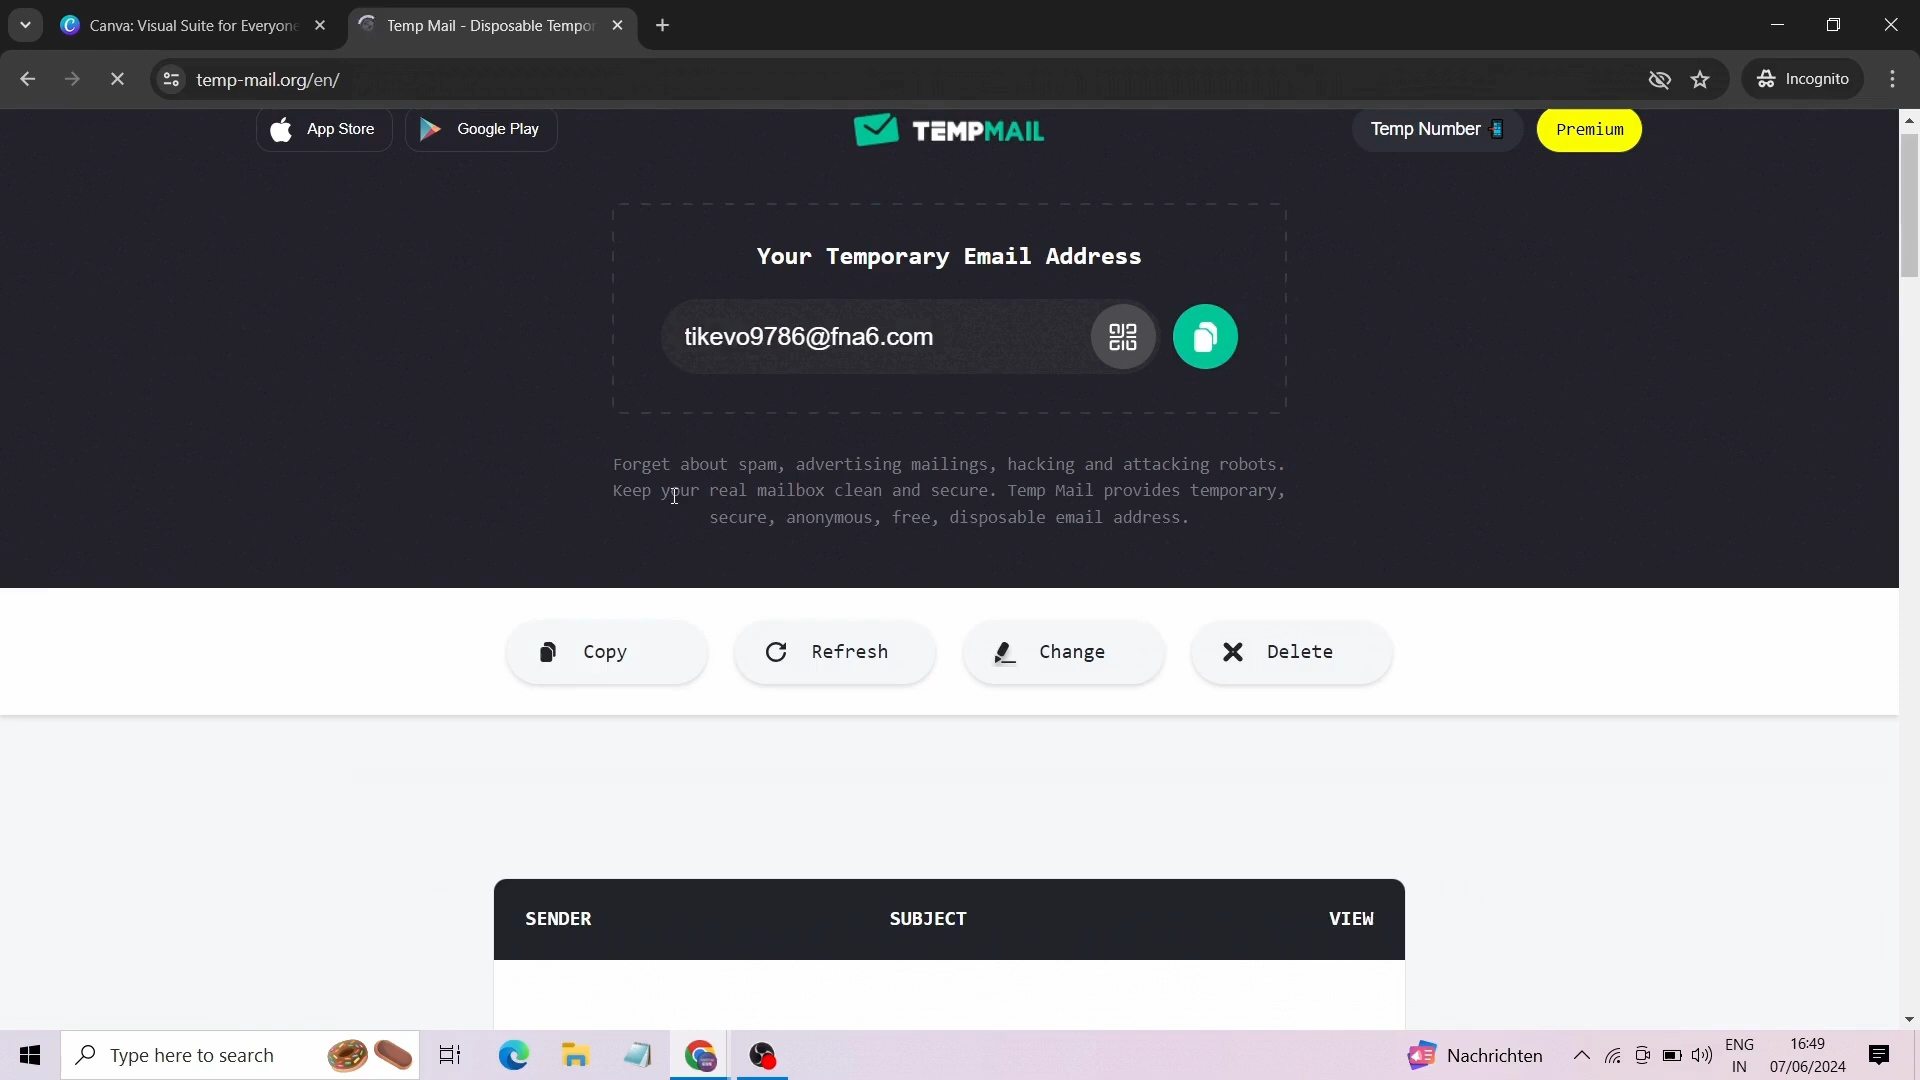 Canva: Visual Suite for Everyone
Temp Mail - Disposable Tempor
temp-mail.org/en/
Incognito
App Store
Google Play
TEMPMAIL
Temp Number
Premium
Your Temporary Email Address
tikevo9786@fna6.com
Forget about spam, advertising mailings, hacking and attacking robots.
Keep your real mailbox clean and secure. Temp Mail provides temporary,
secure, anonymous, free, disposable email address.
Copy
Refresh
Change
Delete
SENDER
SUBJECT
VIEW
Type here to search
Nachrichten
ENG
IN
16:49
07/06/2024